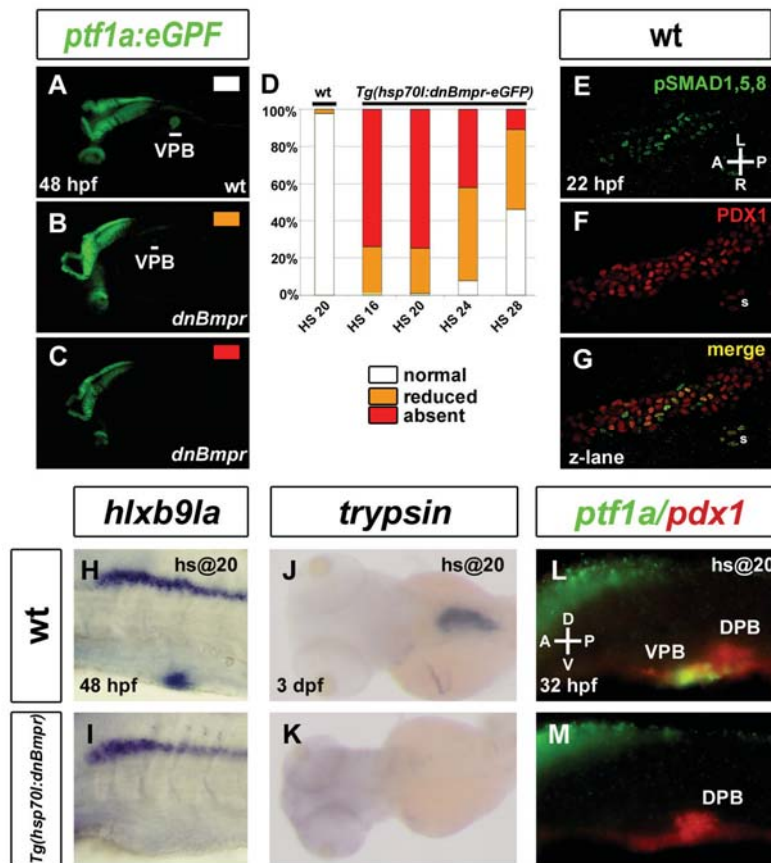 ptf1a:eGPF
wt
A
VPB
48 hpf
wt
B
VPB
dnBmpr
C
dnBmpr
D
wt
Tg(hsp70l:dnBmpr-eGFP)
100%
80%
60%
40%
20%
0%
HS 20
HS 16
HS 20
HS 24
HS 28
normal
reduced
absent
E
pSMAD1,5,8
L
A P
R
22 hpf
F
PDX1
s
G
merge
s
z-lane
hlxb9la
trypsin
ptf1a/pdx1
wt
H
hs@20
48 hpf
J
hs@20
3 dpf
L
hs@20
D
A P
V
DPB
VPB
32 hpf
Tg(hsp70l:dnBmpr)
I
K
M
DPB